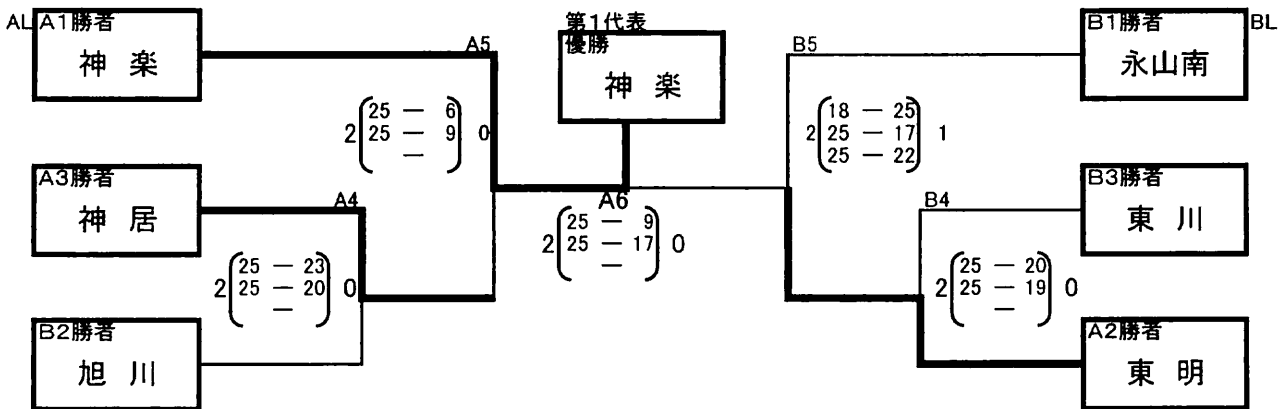 AL
A1勝者
神 楽
A5
2 25 ― 6 0
25 ― 9
―
A3勝者
神 居
A4
2 25 ― 23 0
25 ― 20
―
B2勝者
旭 川
第1代表
優勝
神 楽
A6
2 25 ― 9 0
25 ― 17
―
B5
2 18 ― 25 1
25 ― 17
25 ― 22
B1勝者
永山南
BL
B3勝者
東 川
B4
2 25 ― 20 0
25 ― 19
―
A2勝者
東 明